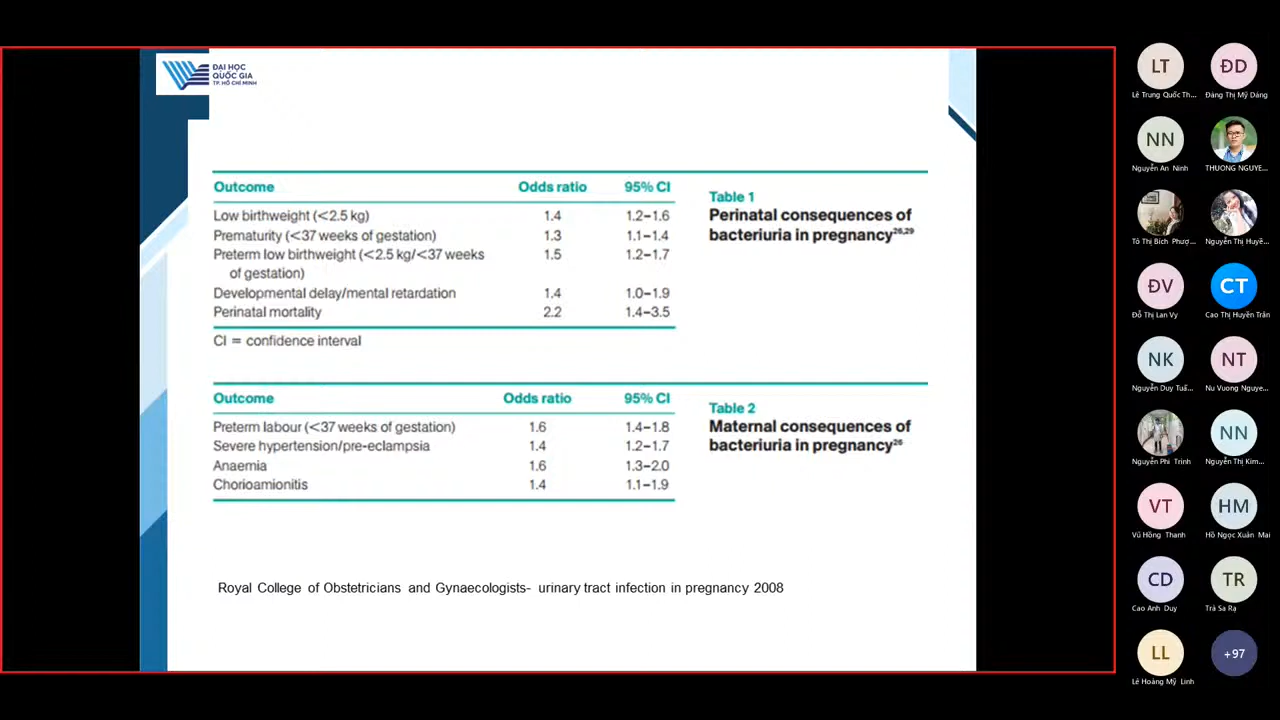 ĐẠI HỌC
QUỐC GIA
TP. HỒ CHÍ MINH
Outcome Odds ratio 95% CI
Low birthweight (<2.5 kg) 1.4 1.2–1.6
Prematurity (<37 weeks of gestation) 1.3 1.1–1.4
Preterm low birthweight (<2.5 kg/<37 weeks 1.5 1.2–1.7
of gestation)
Developmental delay/mental retardation 1.4 1.0–1.9
Perinatal mortality 2.2 1.4–3.5
CI = confidence interval
Table 1
Perinatal consequences of
bacteriuria in pregnancy26,29
Outcome Odds ratio 95% CI
Preterm labour (<37 weeks of gestation) 1.6 1.4–1.8
Severe hypertension/pre-eclampsia 1.4 1.2–1.7
Anaemia 1.6 1.3–2.0
Chorioamionitis 1.4 1.1–1.9
Table 2
Maternal consequences of
bacteriuria in pregnancy26
Royal College of Obstetricians and Gynaecologists- urinary tract infection in pregnancy 2008
LT ĐD
Lê Trung Quốc Th... Đàng Thị Mỹ Dáng
NN
Nguyễn An Ninh THUONG NGUYE...
Tô Thị Bích Phượ... Nguyễn Thị Huyề...
ĐV CT
Đỗ Thị Lan Vy Cao Thị Huyền Trân
NK NT
Nguyễn Duy Tuấ... Nu Vuong Nguye...
NN
Nguyễn Phi Trinh Nguyễn Thị Kim...
VT HM
Vũ Hồng Thanh Hồ Ngọc Xuân Mai
CD TR
Cao Anh Duy Trà Sa Rạ
LL +97
Lê Hoàng Mỹ Linh